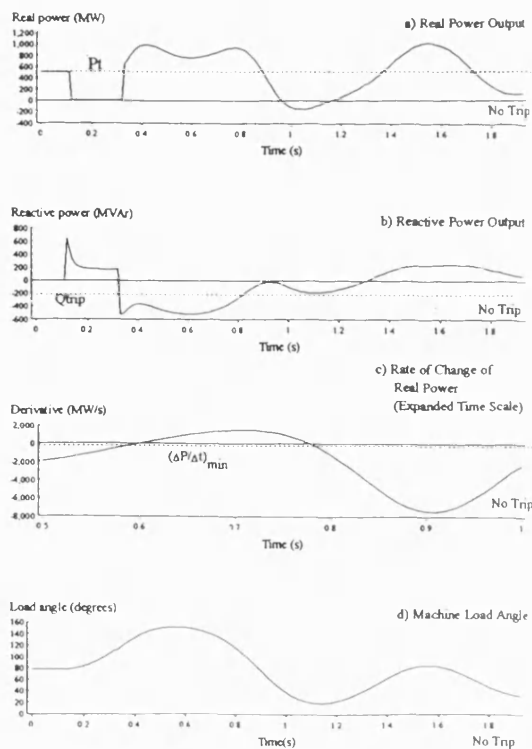 Real power (MW)
a) Real Power Output
1,200
1,000
800
600
400
200
0
-200
-400
Pt
No Trip
0 0.2 0.4 0.6 0.8 1 1.2 1.4 1.6 1.8
Time (s)
Reactive power (MVAr)
b) Reactive Power Output
800
600
400
200
0
-200
-400
-600
Qtrip
No Trip
0 0.2 0.4 0.6 0.8 1 1.2 1.4 1.6 1.8
Time (s)
c) Rate of Change of
Real Power
(Expanded Time Scale)
Derivative (MW/s)
2,000
0
-2,000
-4,000
-6,000
-8,000
(ΔP/Δt)min
No Trip
0.5 0.6 0.7 0.8 0.9 1
Time (s)
Load angle (degrees)
d) Machine Load Angle
160
140
120
100
80
60
40
20
0
0 0.2 0.4 0.6 0.8 1 1.2 1.4 1.6 1.8
Time(s)
No Trip